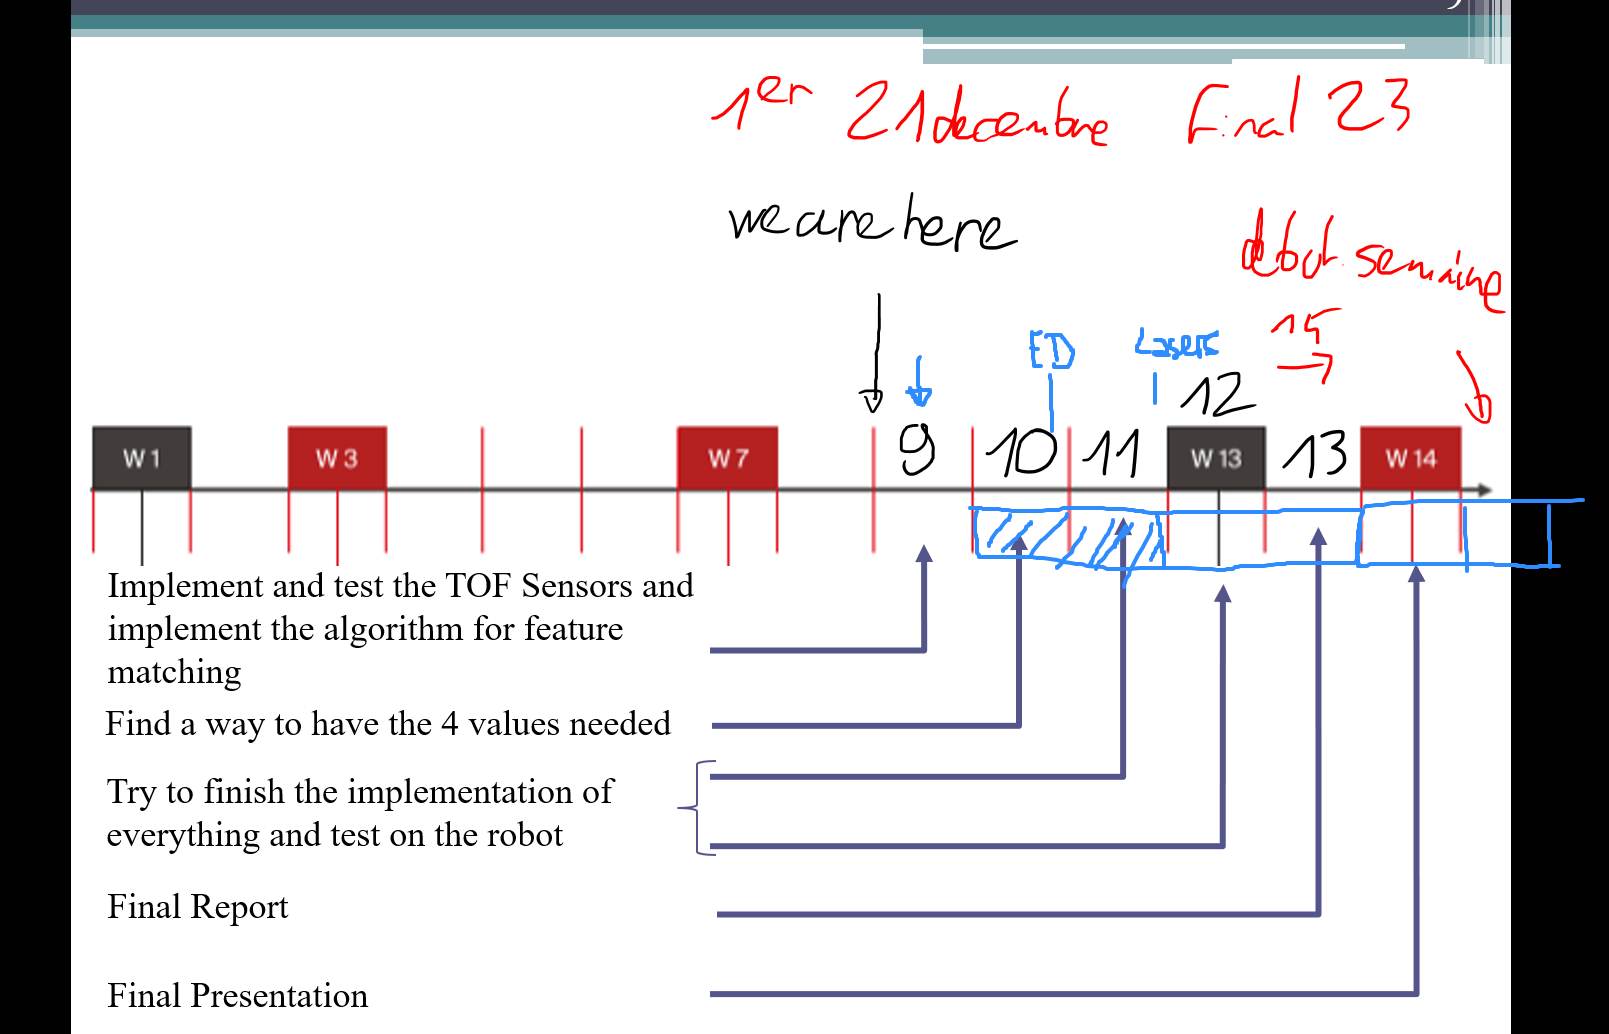 1er 21 decembre Final 23
we are here
début semaine
15
ED Lasers
12
9 10 11 13
W 1 W 3 W 7 W 13 W 14
Implement and test the TOF Sensors and
implement the algorithm for feature
matching
Find a way to have the 4 values needed
Try to finish the implementation of
everything and test on the robot
Final Report
Final Presentation